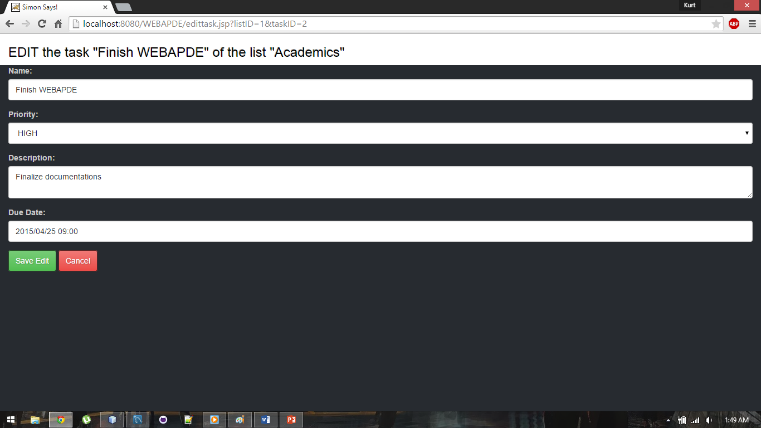 Simon Says!
Kurt
localhost:8080/WEBAPDE/edittask.jsp?listID=1&taskID=2
ABP
EDIT the task "Finish WEBAPDE" of the list "Academics"
Name:
Finish WEBAPDE
Priority:
HIGH
Description:
Finalize documentations
Due Date:
2015/04/25 09:00
Save Edit
Cancel
1:49 AM